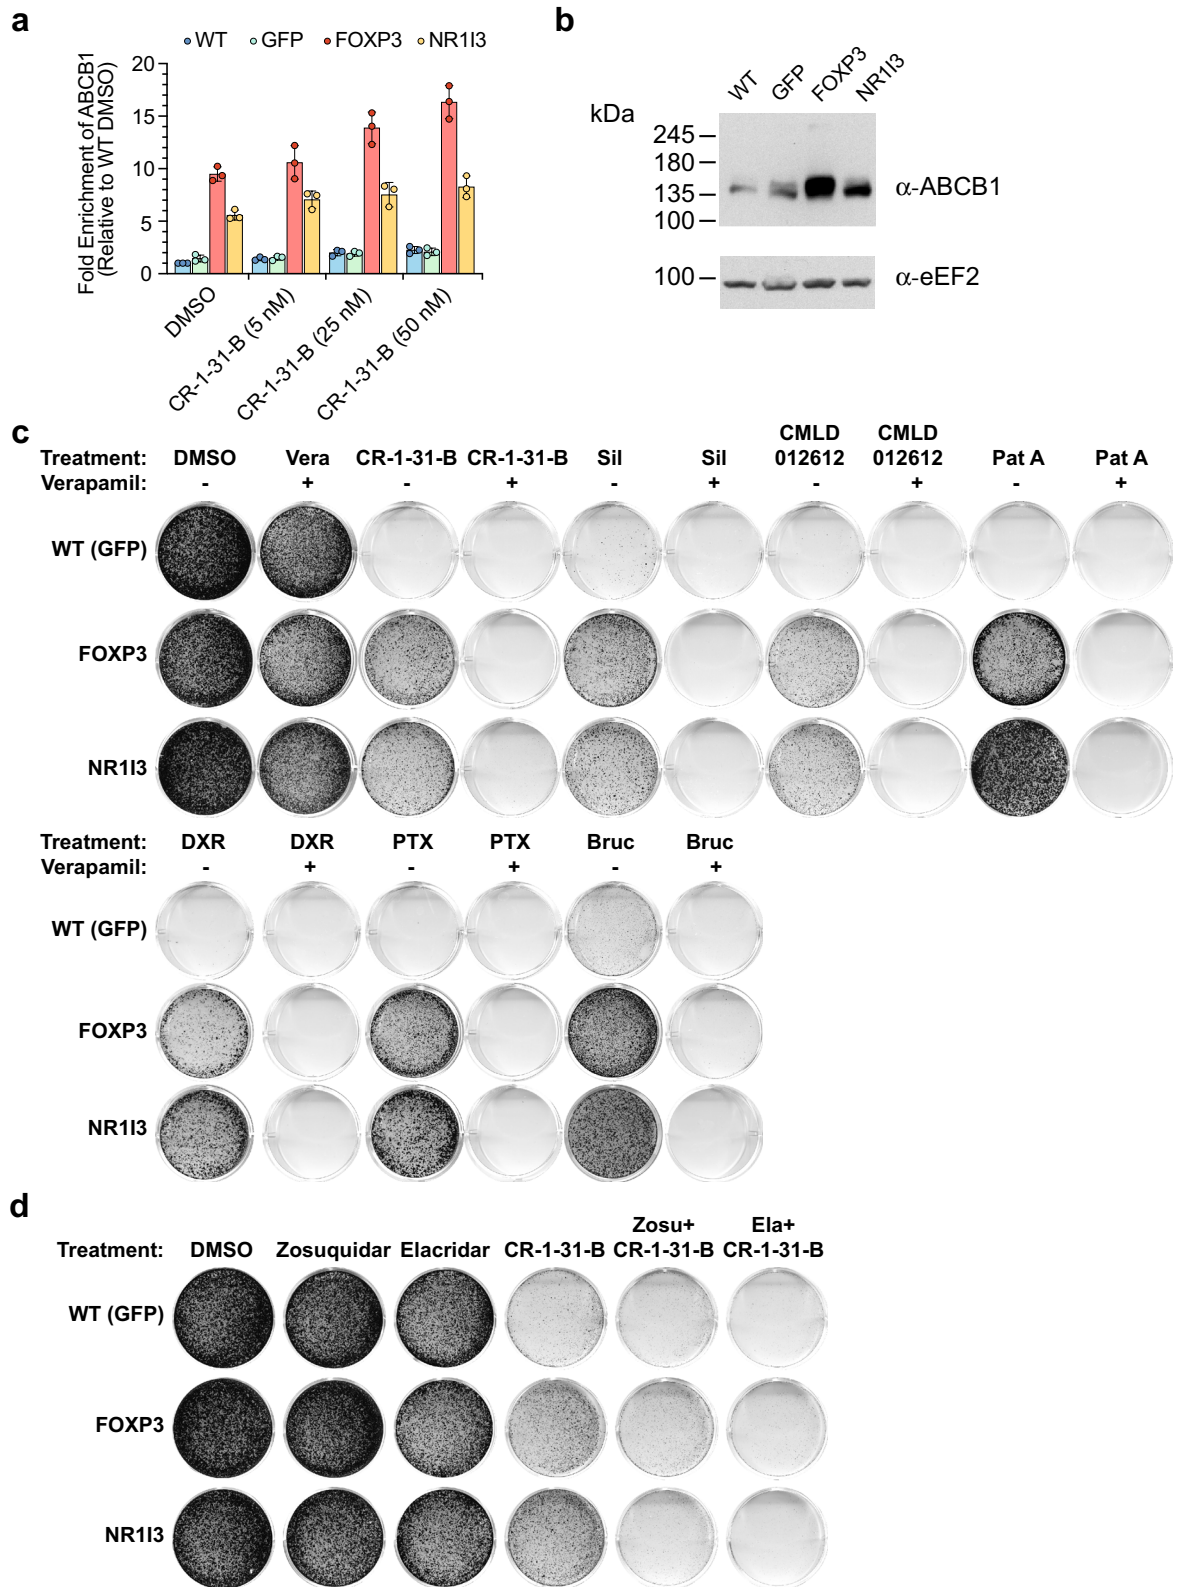 a
WT GFP FOXP3 NR1I3
Fold Enrichment of ABCB1
(Relative to WT DMSO)
20
15
10
5
0
DMSO
CR-1-31-B (5 nM)
CR-1-31-B (25 nM)
CR-1-31-B (50 nM)
b
WT GFP FOXP3 NR1I3
kDa
245
180
135
100
α-ABCB1
100
α-eEF2
c
CMLD CMLD
Treatment: DMSO Vera CR-1-31-B CR-1-31-B Sil Sil 012612 012612 Pat A Pat A
Verapamil: - + - + - + - + - +
WT (GFP)
FOXP3
NR1I3
Treatment: DXR DXR PTX PTX Bruc Bruc
Verapamil: - + - + - +
WT (GFP)
FOXP3
NR1I3
d
Zosu+ Ela+
Treatment: DMSO Zosuquidar Elacridar CR-1-31-B CR-1-31-B CR-1-31-B
WT (GFP)
FOXP3
NR1I3